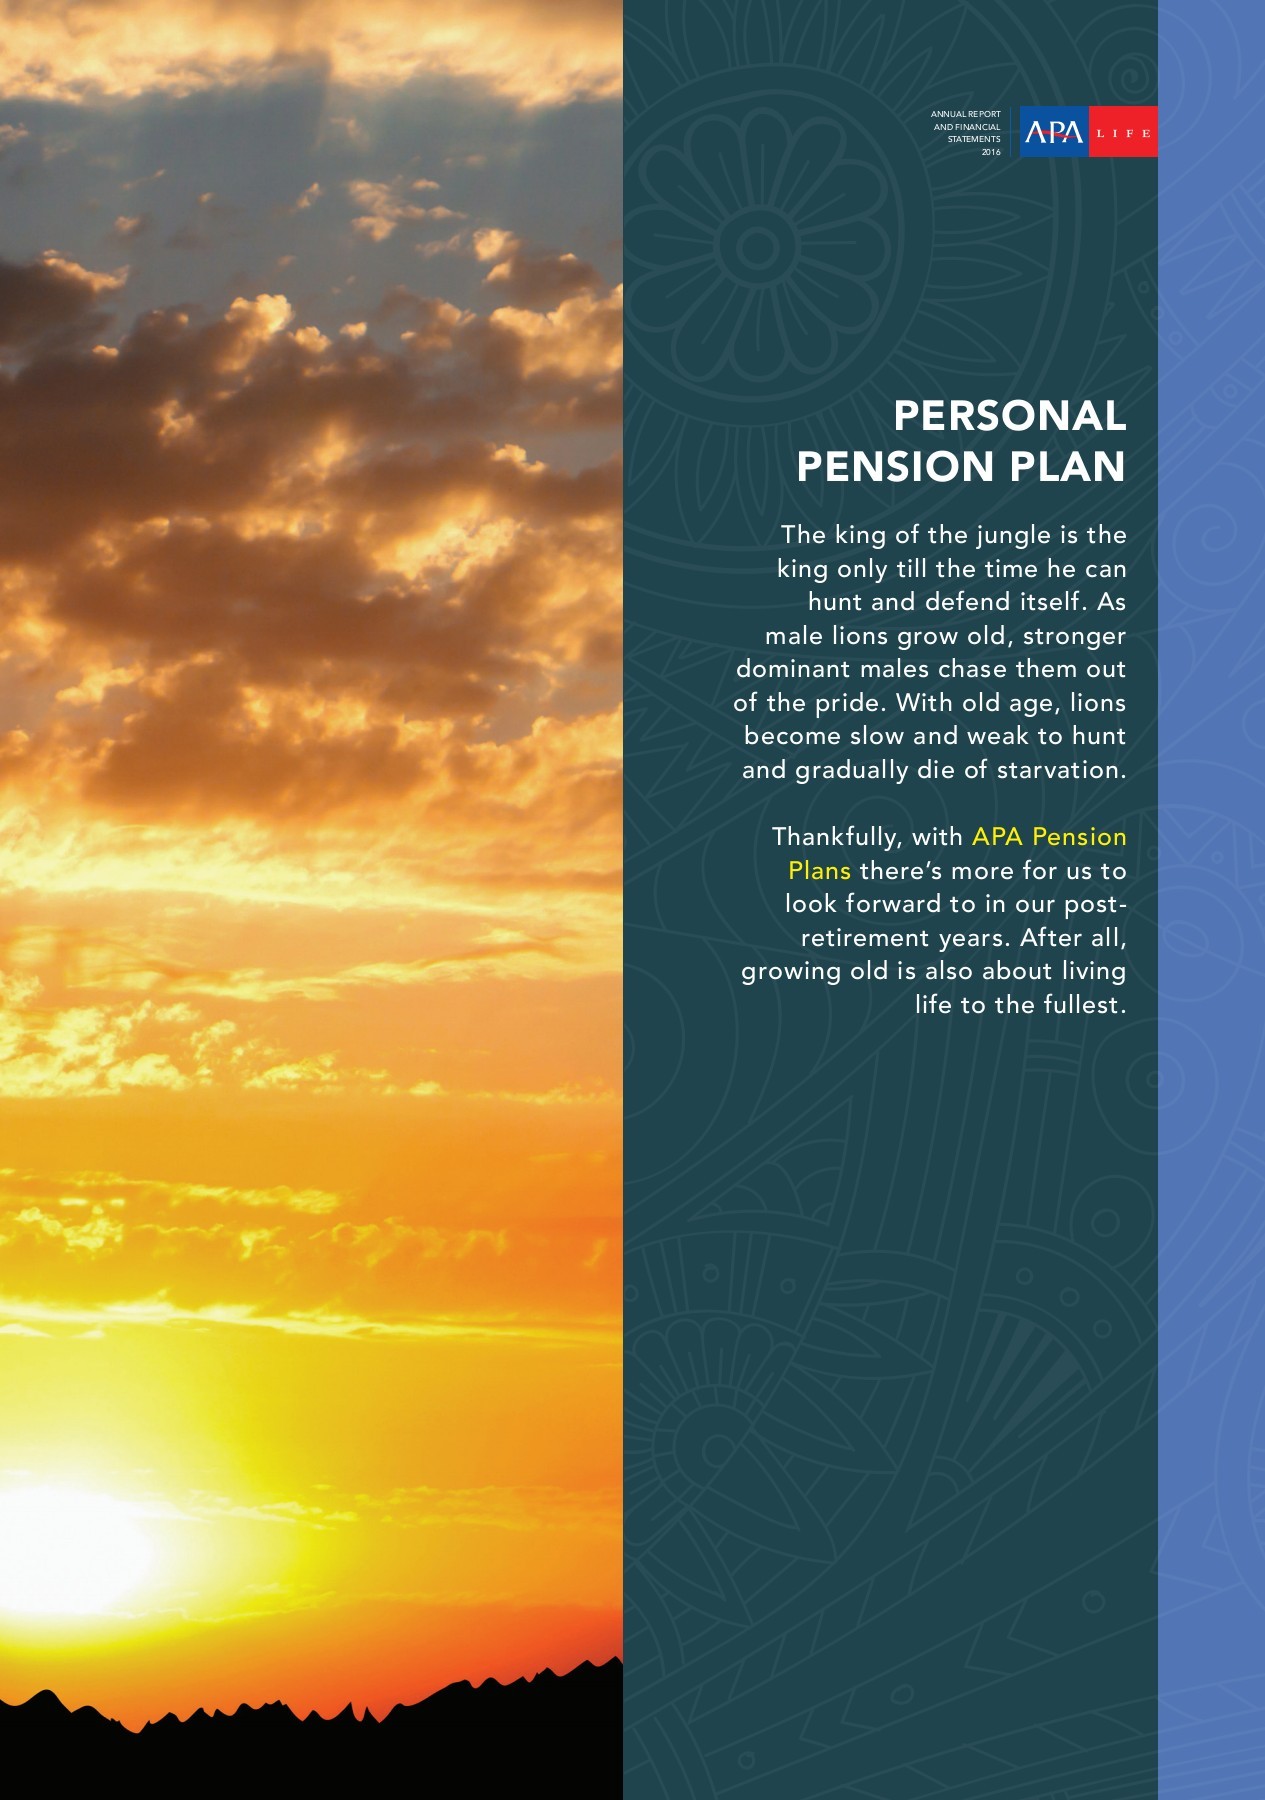 ANNUAL REPORT
AND FINANCIAL
STATEMENTS
2016
APA LIFE
PERSONAL
PENSION PLAN
The king of the jungle is the
king only till the time he can
hunt and defend itself. As
male lions grow old, stronger
dominant males chase them out
of the pride. With old age, lions
become slow and weak to hunt
and gradually die of starvation.
Thankfully, with APA Pension
Plans there’s more for us to
look forward to in our post-
retirement years. After all,
growing old is also about living
life to the fullest.